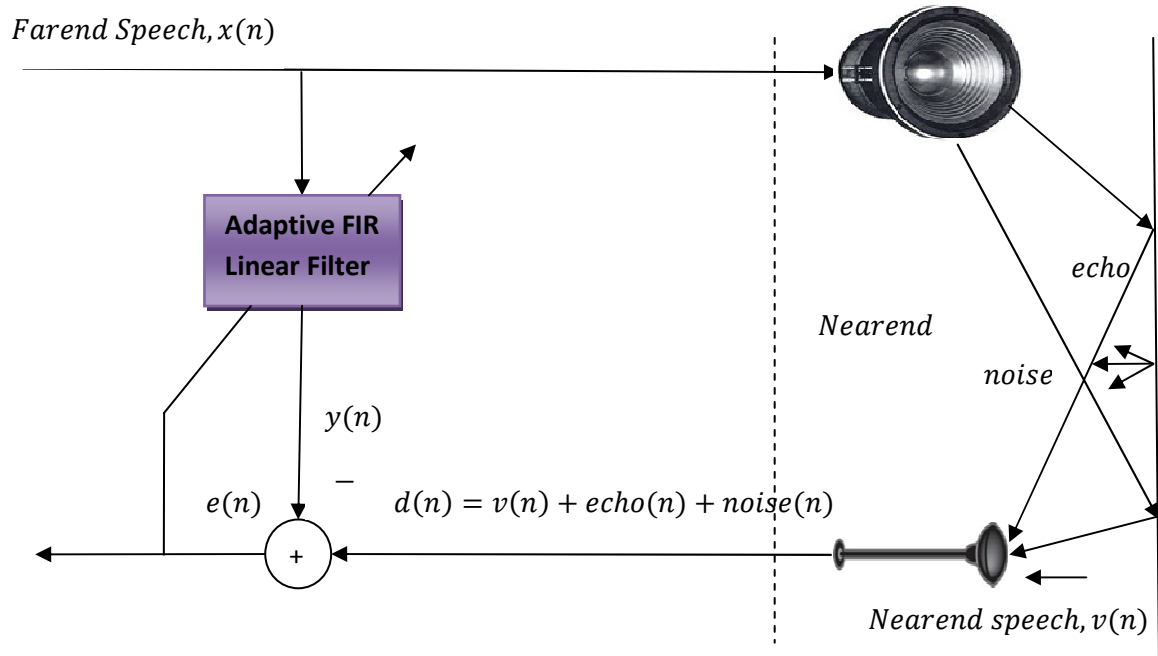 Farend Speech, x(n)
Adaptive FIR
Linear Filter
echo
Nearend
noise
y(n)
−
e(n)
d(n) = v(n) + echo(n) + noise(n)
+
Nearend speech, v(n)